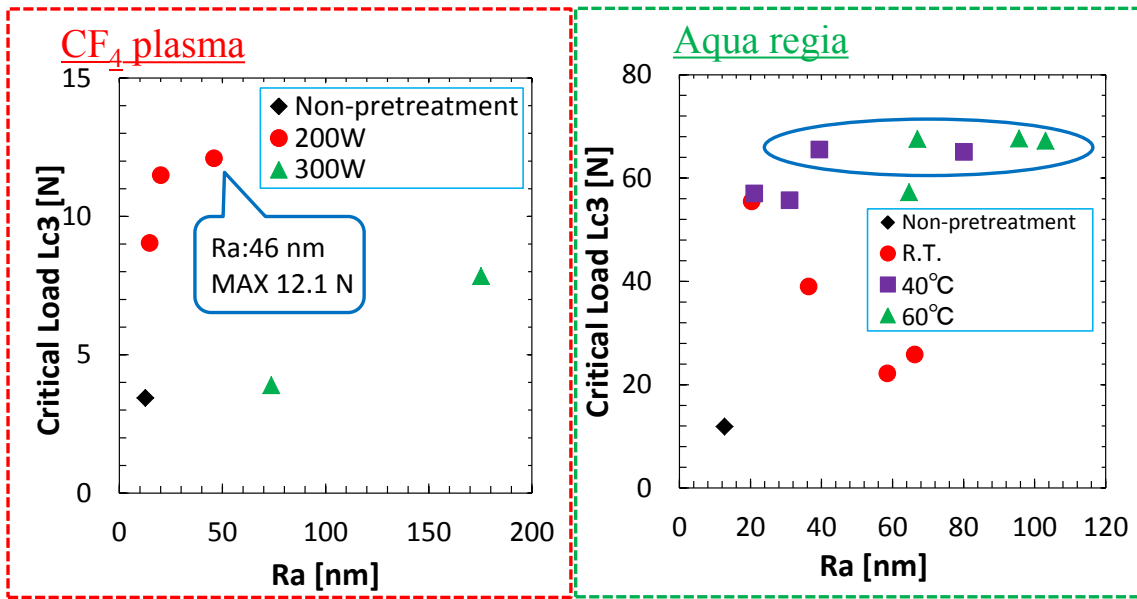 CF4 plasma
15
10
5
0
0 50 100 150 200
Critical Load Lc3 [N]
Ra [nm]
Non-pretreatment
200W
300W
Ra:46 nm
MAX 12.1 N
Aqua regia
80
60
40
20
0
0 20 40 60 80 100 120
Critical Load Lc3 [N]
Ra [nm]
Non-pretreatment
R.T.
40℃
60℃